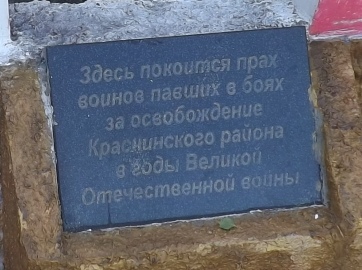 Здесь покоится прах
воинов павших в боях
за освобождение
Краснинского района
в годы Великой
Отечественной войны